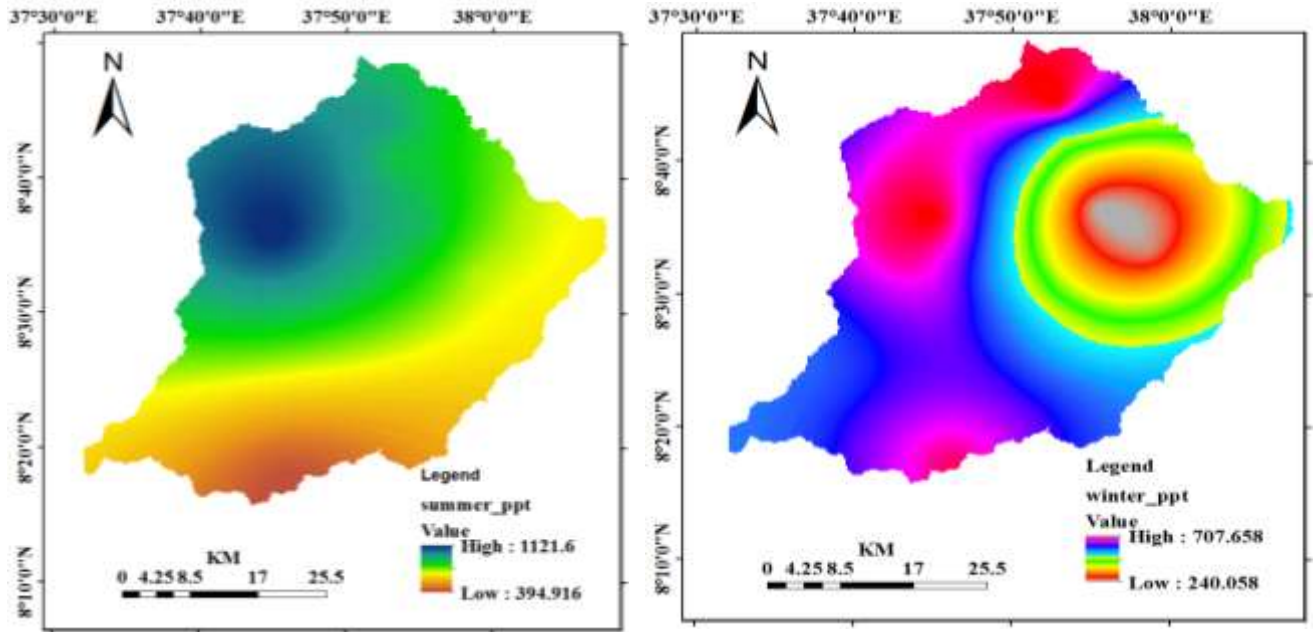 37°30'0"E 37°40'0"E 37°50'0"E 38°0'0"E
N
8°40'0"N
8°30'0"N
8°20'0"N
8°10'0"N
Legend
summer_ppt
Value
High : 1121.6
Low : 394.916
KM
0 4.25 8.5 17 25.5
37°30'0"E 37°40'0"E 37°50'0"E 38°0'0"E
N
8°40'0"N
8°30'0"N
8°20'0"N
8°10'0"N
Legend
winter_ppt
Value
High : 707.658
Low : 240.058
KM
0 4.25 8.5 17 25.5